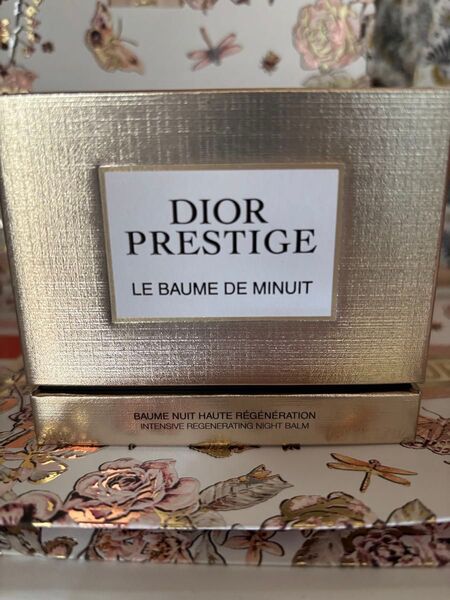 DIOR
PRESTIGE
LE BAUME DE MINUIT
BAUME NUIT HAUTE RÉGÉNÉRATION
INTENSIVE REGENERATING NIGHT BALM